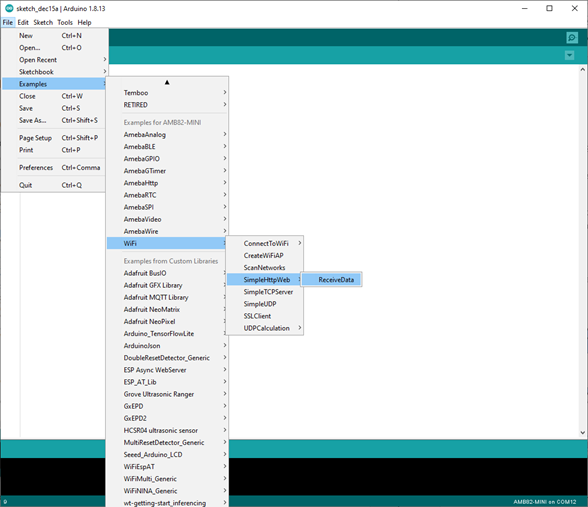 sketch_dec15a | Arduino 1.8.13
File Edit Sketch Tools Help
New Ctrl+N
Open... Ctrl+O
Open Recent
Sketchbook
Examples
Close Ctrl+W
Save Ctrl+S
Save As... Ctrl+Shift+S
Page Setup Ctrl+Shift+P
Print Ctrl+P
Preferences Ctrl+Comma
Quit Ctrl+Q
Temboo
RETIRED
Examples for AMB82-MINI
AmebaAnalog
AmebaBLE
AmebaGPIO
AmebaGTimer
AmebaHttp
AmebaRTC
AmebaSPI
AmebaVideo
AmebaWire
WiFi
Examples from Custom Libraries
Adafruit BusIO
Adafruit GFX Library
Adafruit MQTT Library
Adafruit NeoMatrix
Adafruit NeoPixel
Arduino_TensorFlowLite
ArduinoJson
DoubleResetDetector_Generic
ESP Async WebServer
ESP_AT_Lib
Grove Ultrasonic Ranger
GxEPD
GxEPD2
HCSR04 ultrasonic sensor
MultiResetDetector_Generic
Seeed_Arduino_LCD
WiFiEspAT
WiFiMulti_Generic
WiFiNINA_Generic
wt-getting-start_inferencing
ConnectToWiFi
CreateWiFiAP
ScanNetworks
SimpleHttpWeb
SimpleTCPServer
SimpleUDP
SSLClient
UDPCalculation
ReceiveData
9
AMB82-MINI on COM12